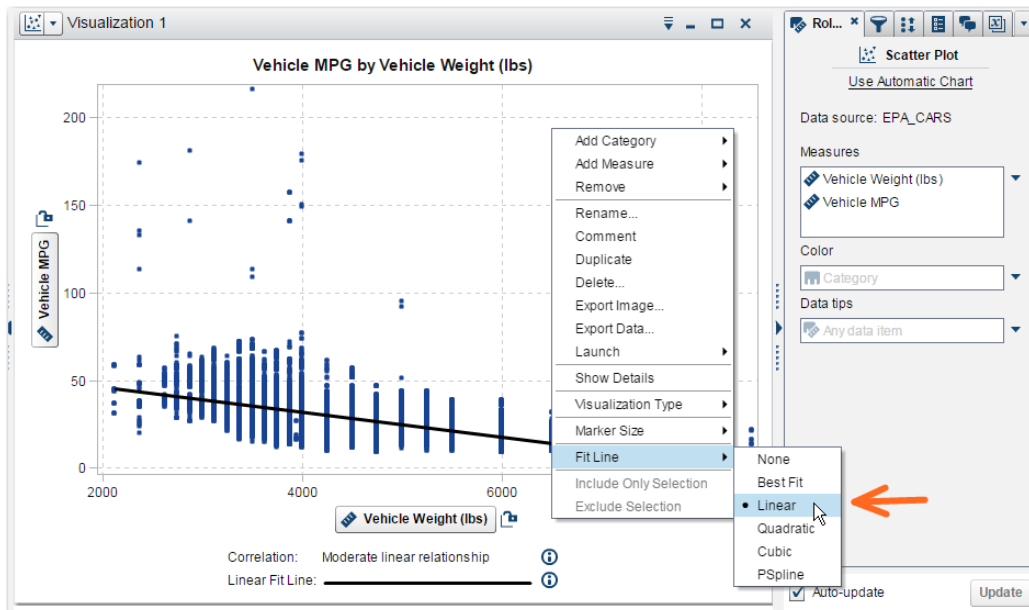 Visualization 1
Vehicle MPG by Vehicle Weight (lbs)
200
150
100
50
0
Vehicle MPG
2000
4000
6000
Vehicle Weight (lbs)
Correlation: Moderate linear relationship
Linear Fit Line:
Add Category
Add Measure
Remove
Rename...
Comment
Duplicate
Delete...
Export Image...
Export Data...
Launch
Show Details
Visualization Type
Marker Size
Fit Line
Include Only Selection
Exclude Selection
None
Best Fit
Linear
Quadratic
Cubic
PSpline
Rol...
Scatter Plot
Use Automatic Chart
Data source: EPA_CARS
Measures
Vehicle Weight (lbs)
Vehicle MPG
Color
Category
Data tips
Any data item
Auto-update
Update